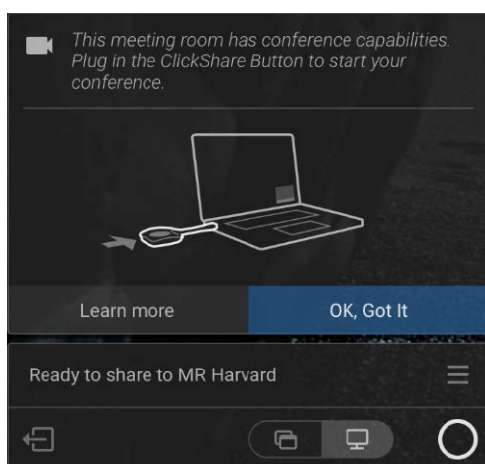 This meeting room has conference capabilities.
Plug in the ClickShare Button to start your
conference.
Learn more
OK, Got It
Ready to share to MR Harvard